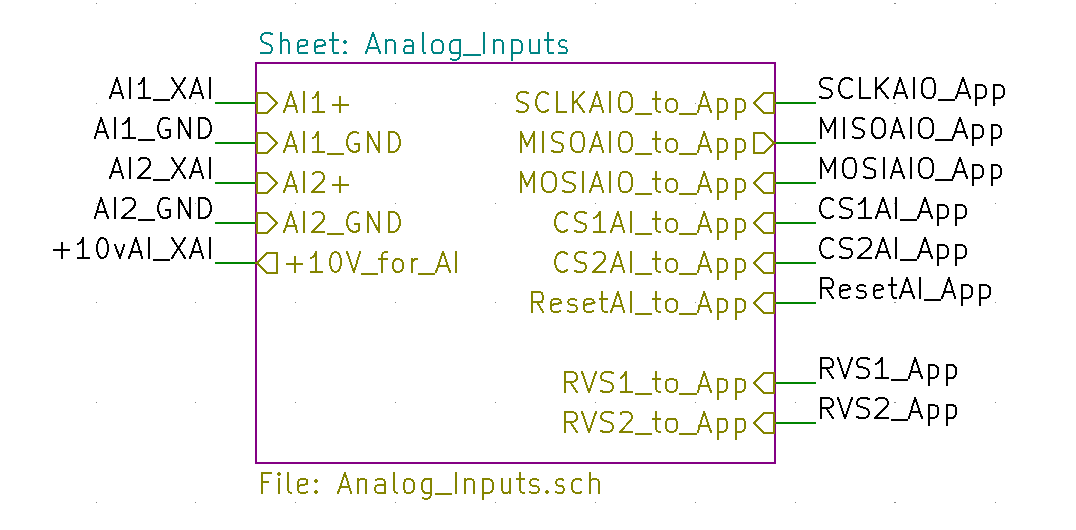 Sheet: Analog_Inputs
AI1_XAI AI1+ SCLKAIO_to_App SCLKAIO_App
AI1_GND AI1_GND MISOAIO_to_App MISOAIO_App
AI2_XAI AI2+ MOSIAIO_to_App MOSIAIO_App
AI2_GND AI2_GND CS1AI_to_App CS1AI_App
+10vAI_XAI +10V_for_AI CS2AI_to_App CS2AI_App
ResetAI_to_App ResetAI_App
RVS1_to_App RVS1_App
RVS2_to_App RVS2_App
File: Analog_Inputs.sch